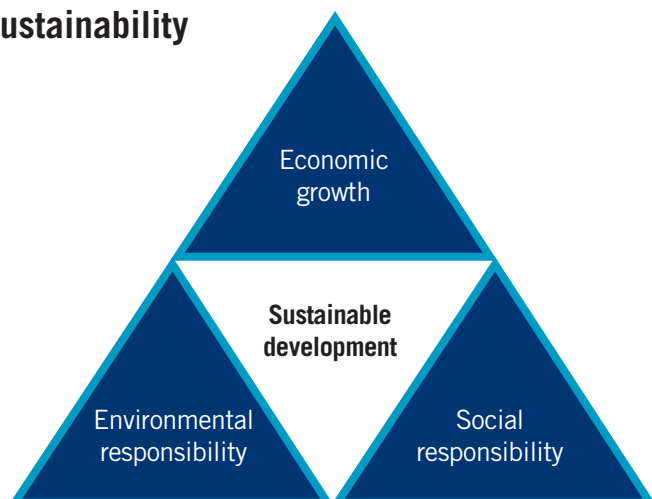 ustainability
Economic
growth
Sustainable
development
Environmental
responsibility
Social
responsibility